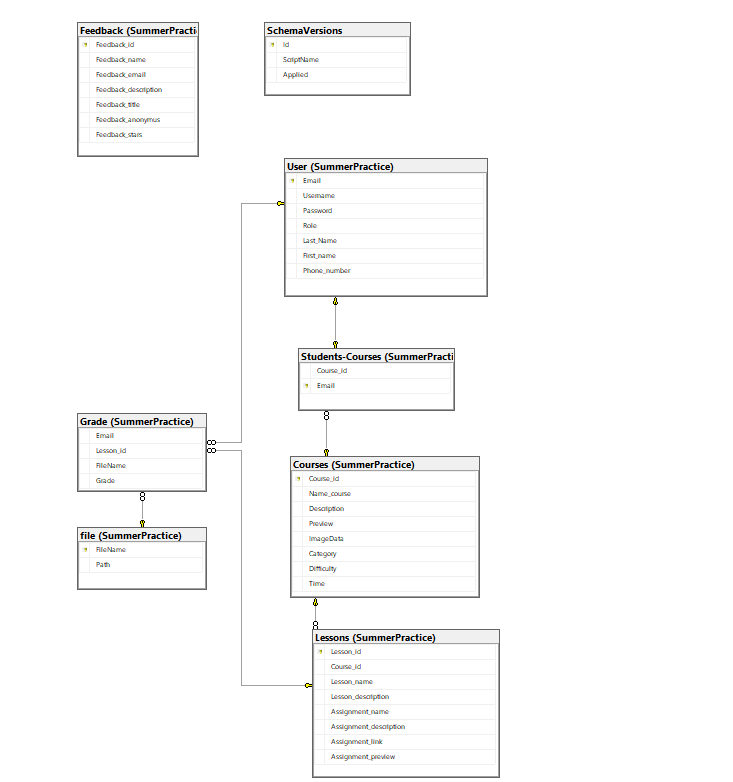 Feedback (SummerPracti
Feedback_id
Feedback_name
Feedback_email
Feedback_description
Feedback_title
Feedback_anonymus
Feedback_stars
SchemaVersions
Id
ScriptName
Applied
User (SummerPractice)
Email
Username
Password
Role
Last_Name
First_name
Phone_number
Students-Courses (SummerPracti
Course_id
Email
Grade (SummerPractice)
Email
Lesson_id
FileName
Grade
Courses (SummerPractice)
Course_id
Name_course
Description
Preview
ImageData
Category
Difficulty
Time
file (SummerPractice)
FileName
Path
Lessons (SummerPractice)
Lesson_id
Course_id
Lesson_name
Lesson_description
Assignment_name
Assignment_description
Assignment_link
Assignment_preview